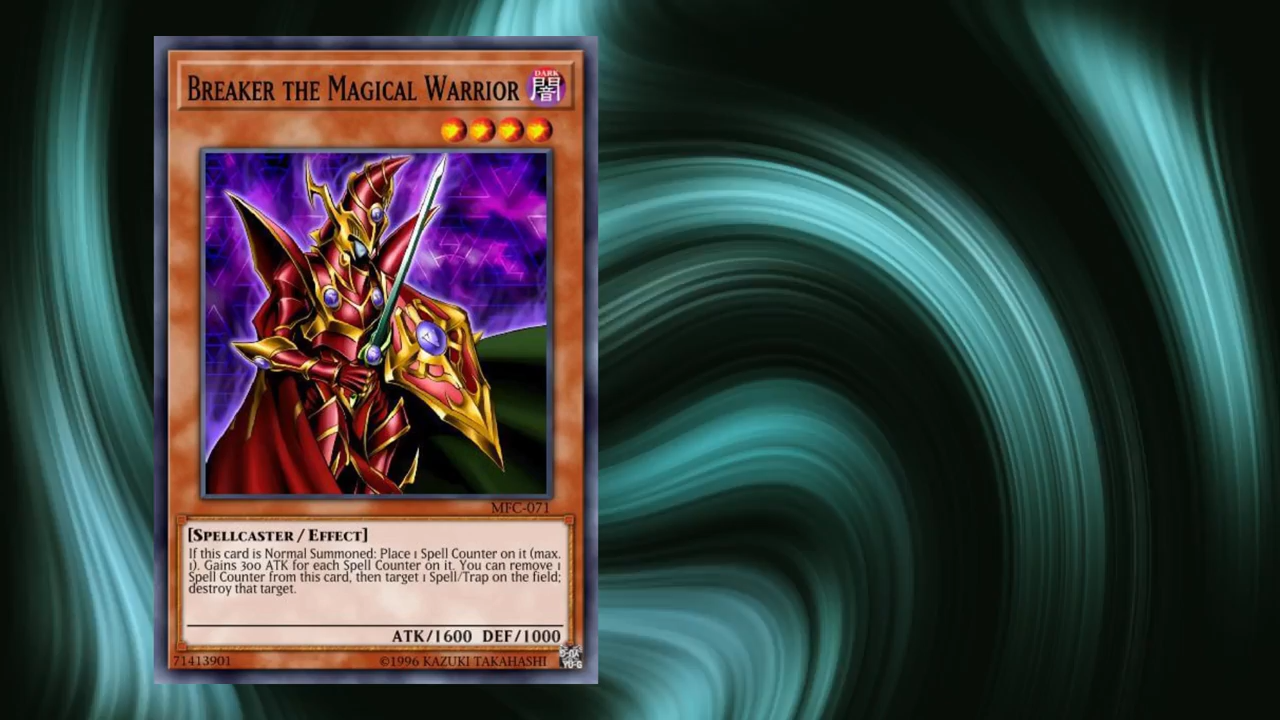 BREAKER THE MAGICAL WARRIOR
DARK
闇
MFC-071
[SPELLCASTER / EFFECT]
If this card is Normal Summoned: Place 1 Spell Counter on it (max.
1). Gains 300 ATK for each Spell Counter on it. You can remove 1
Spell Counter from this card, then target 1 Spell/Trap on the field;
destroy that target.
ATK/1600 DEF/1000
71413901
©1996 KAZUKI TAKAHASHI